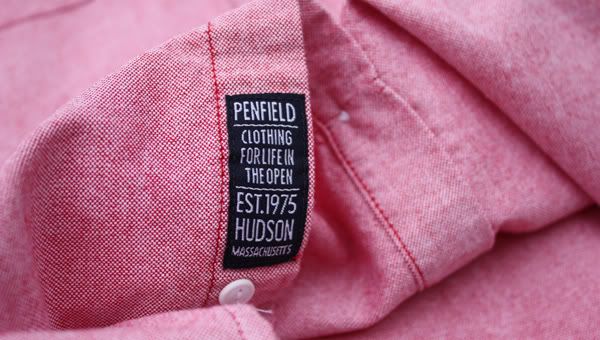 PENFIELD
CLOTHING
FOR LIFE IN
THE OPEN
EST.1975
HUDSON
MASSACHUSETTS